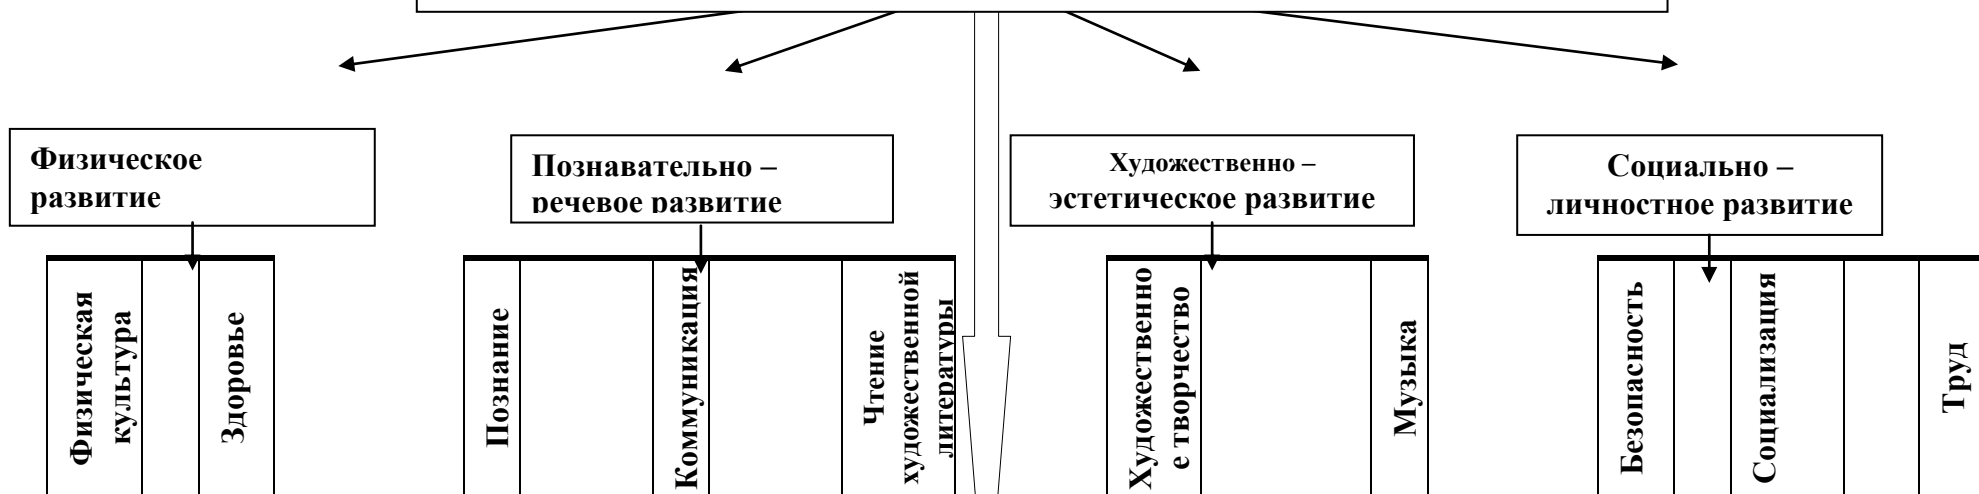 Физическое
развитие
Познавательно –
речевое развитие
Художественно –
эстетическое развитие
Социально –
личностное развитие
Физическая
культура
Здоровье
Познание
Коммуникация
Чтение
художественной
литературы
Художественно
е творчество
Музыка
Безопасность
Социализация
Труд